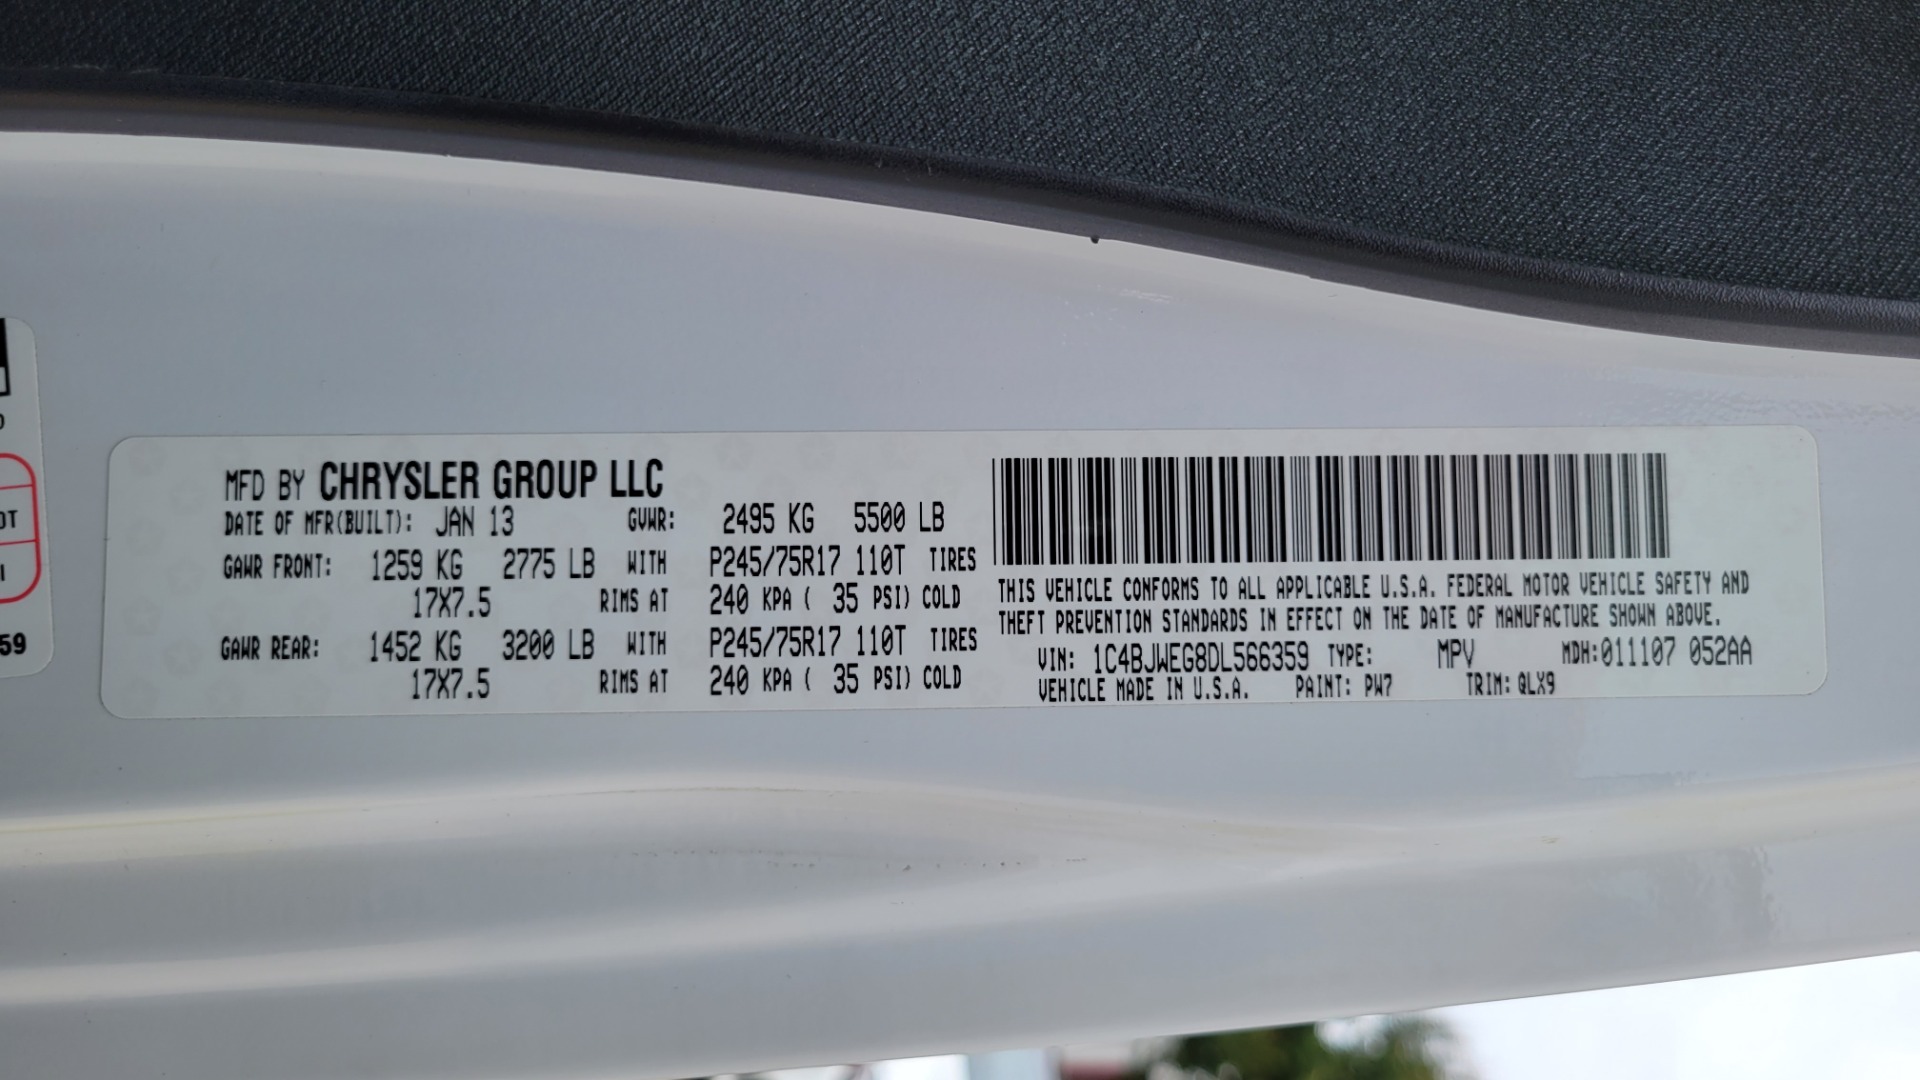 MFD BY CHRYSLER GROUP LLC
DATE OF MFR(BUILT): JAN 13 GVWR: 2495 KG 5500 LB
GAWR FRONT: 1259 KG 2775 LB WITH P245/75R17 110T TIRES
17X7.5 RIMS AT 240 KPA ( 35 PSI) COLD
GAWR REAR: 1452 KG 3200 LB WITH P245/75R17 110T TIRES
17X7.5 RIMS AT 240 KPA ( 35 PSI) COLD
THIS VEHICLE CONFORMS TO ALL APPLICABLE U.S.A. FEDERAL MOTOR VEHICLE SAFETY AND
THEFT PREVENTION STANDARDS IN EFFECT ON THE DATE OF MANUFACTURE SHOWN ABOVE.
VIN: 1C4BJWEG8DL566359 TYPE: MPV MDH:011107 052AA
VEHICLE MADE IN U.S.A. PAINT: PW7 TRIM: QLX9
59